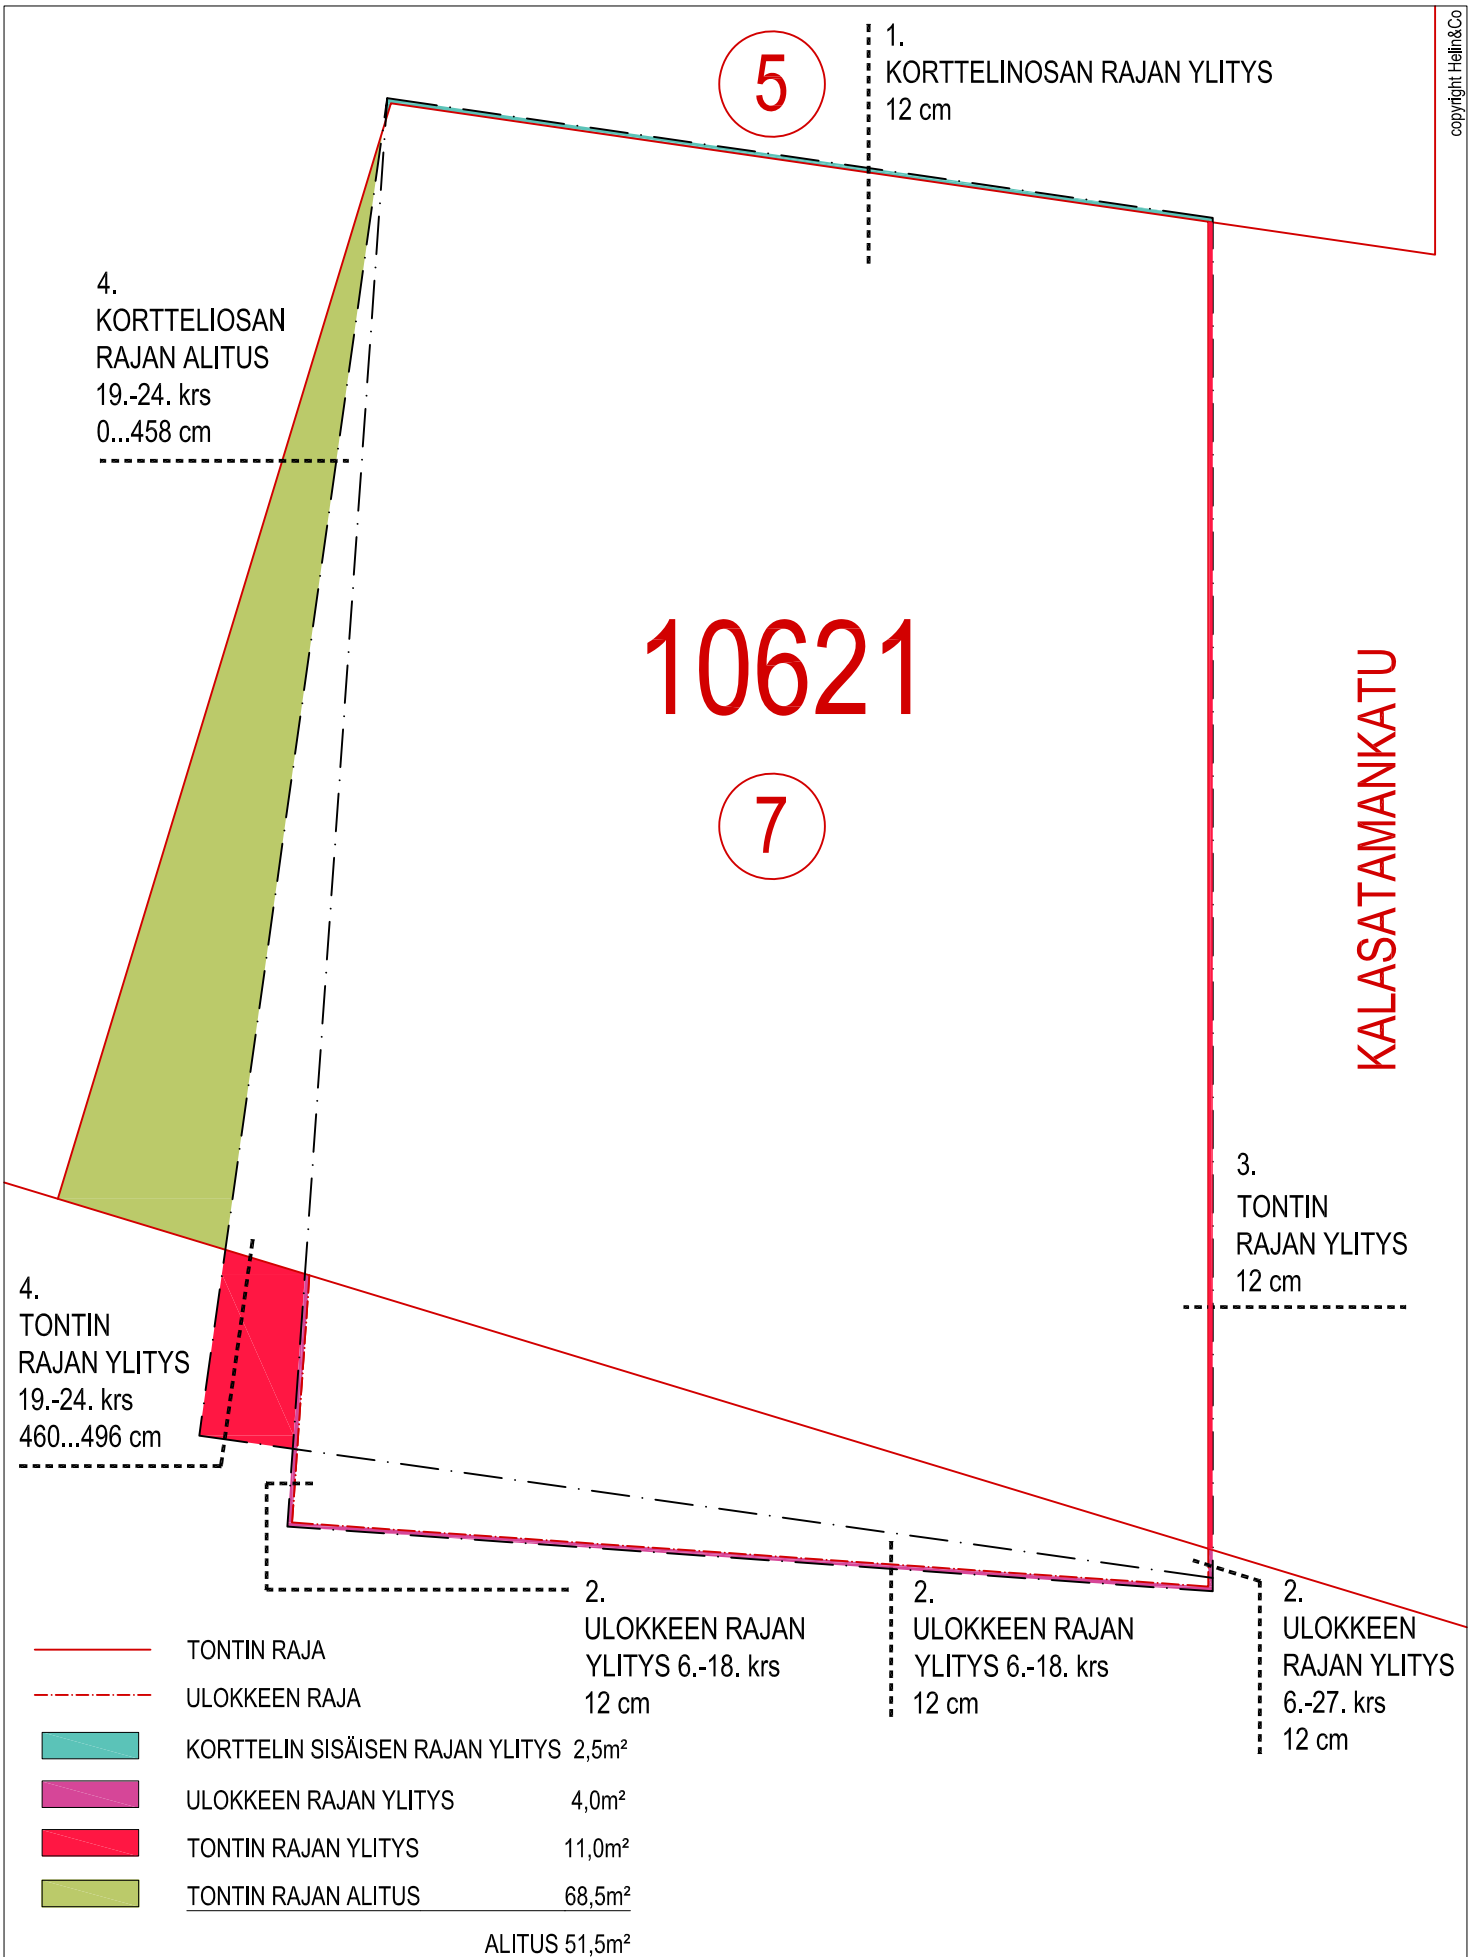 copyright Helin&Co
5
1.
KORTTELINOSAN RAJAN YLITYS
12 cm
4.
KORTTELIOSAN
RAJAN ALITUS
19.-24. krs
0...458 cm
10621
7
KALASATAMANKATU
3.
TONTIN
RAJAN YLITYS
12 cm
4.
TONTIN
RAJAN YLITYS
19.-24. krs
460...496 cm
2.
ULOKKEEN RAJAN
YLITYS 6.-18. krs
12 cm
2.
ULOKKEEN RAJAN
YLITYS 6.-18. krs
12 cm
2.
ULOKKEEN
RAJAN YLITYS
6.-27. krs
12 cm
TONTIN RAJA
ULOKKEEN RAJA
KORTTELIN SISÄISEN RAJAN YLITYS 2,5m²
ULOKKEEN RAJAN YLITYS 4,0m²
TONTIN RAJAN YLITYS 11,0m²
TONTIN RAJAN ALITUS 68,5m²
ALITUS 51,5m²